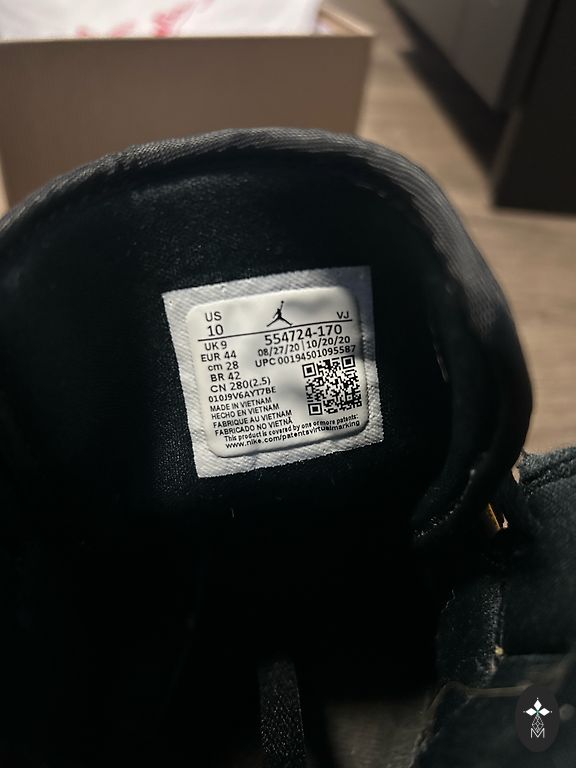 US
10
VJ
UK 9
554724-170
EUR 44
08/27/20 10/20/20
cm 28
UPC 00194501095587
BR 42
CN 280(2.5)
010J9V6AYT7BE
MADE IN VIETNAM
HECHO EN VIETNAM
FABRIQUE AU VIETNAM
FABRICADO NO VIETNÃ
This product is covered by one of more patents:
www.nike.com/patentsvirtualmarking
M